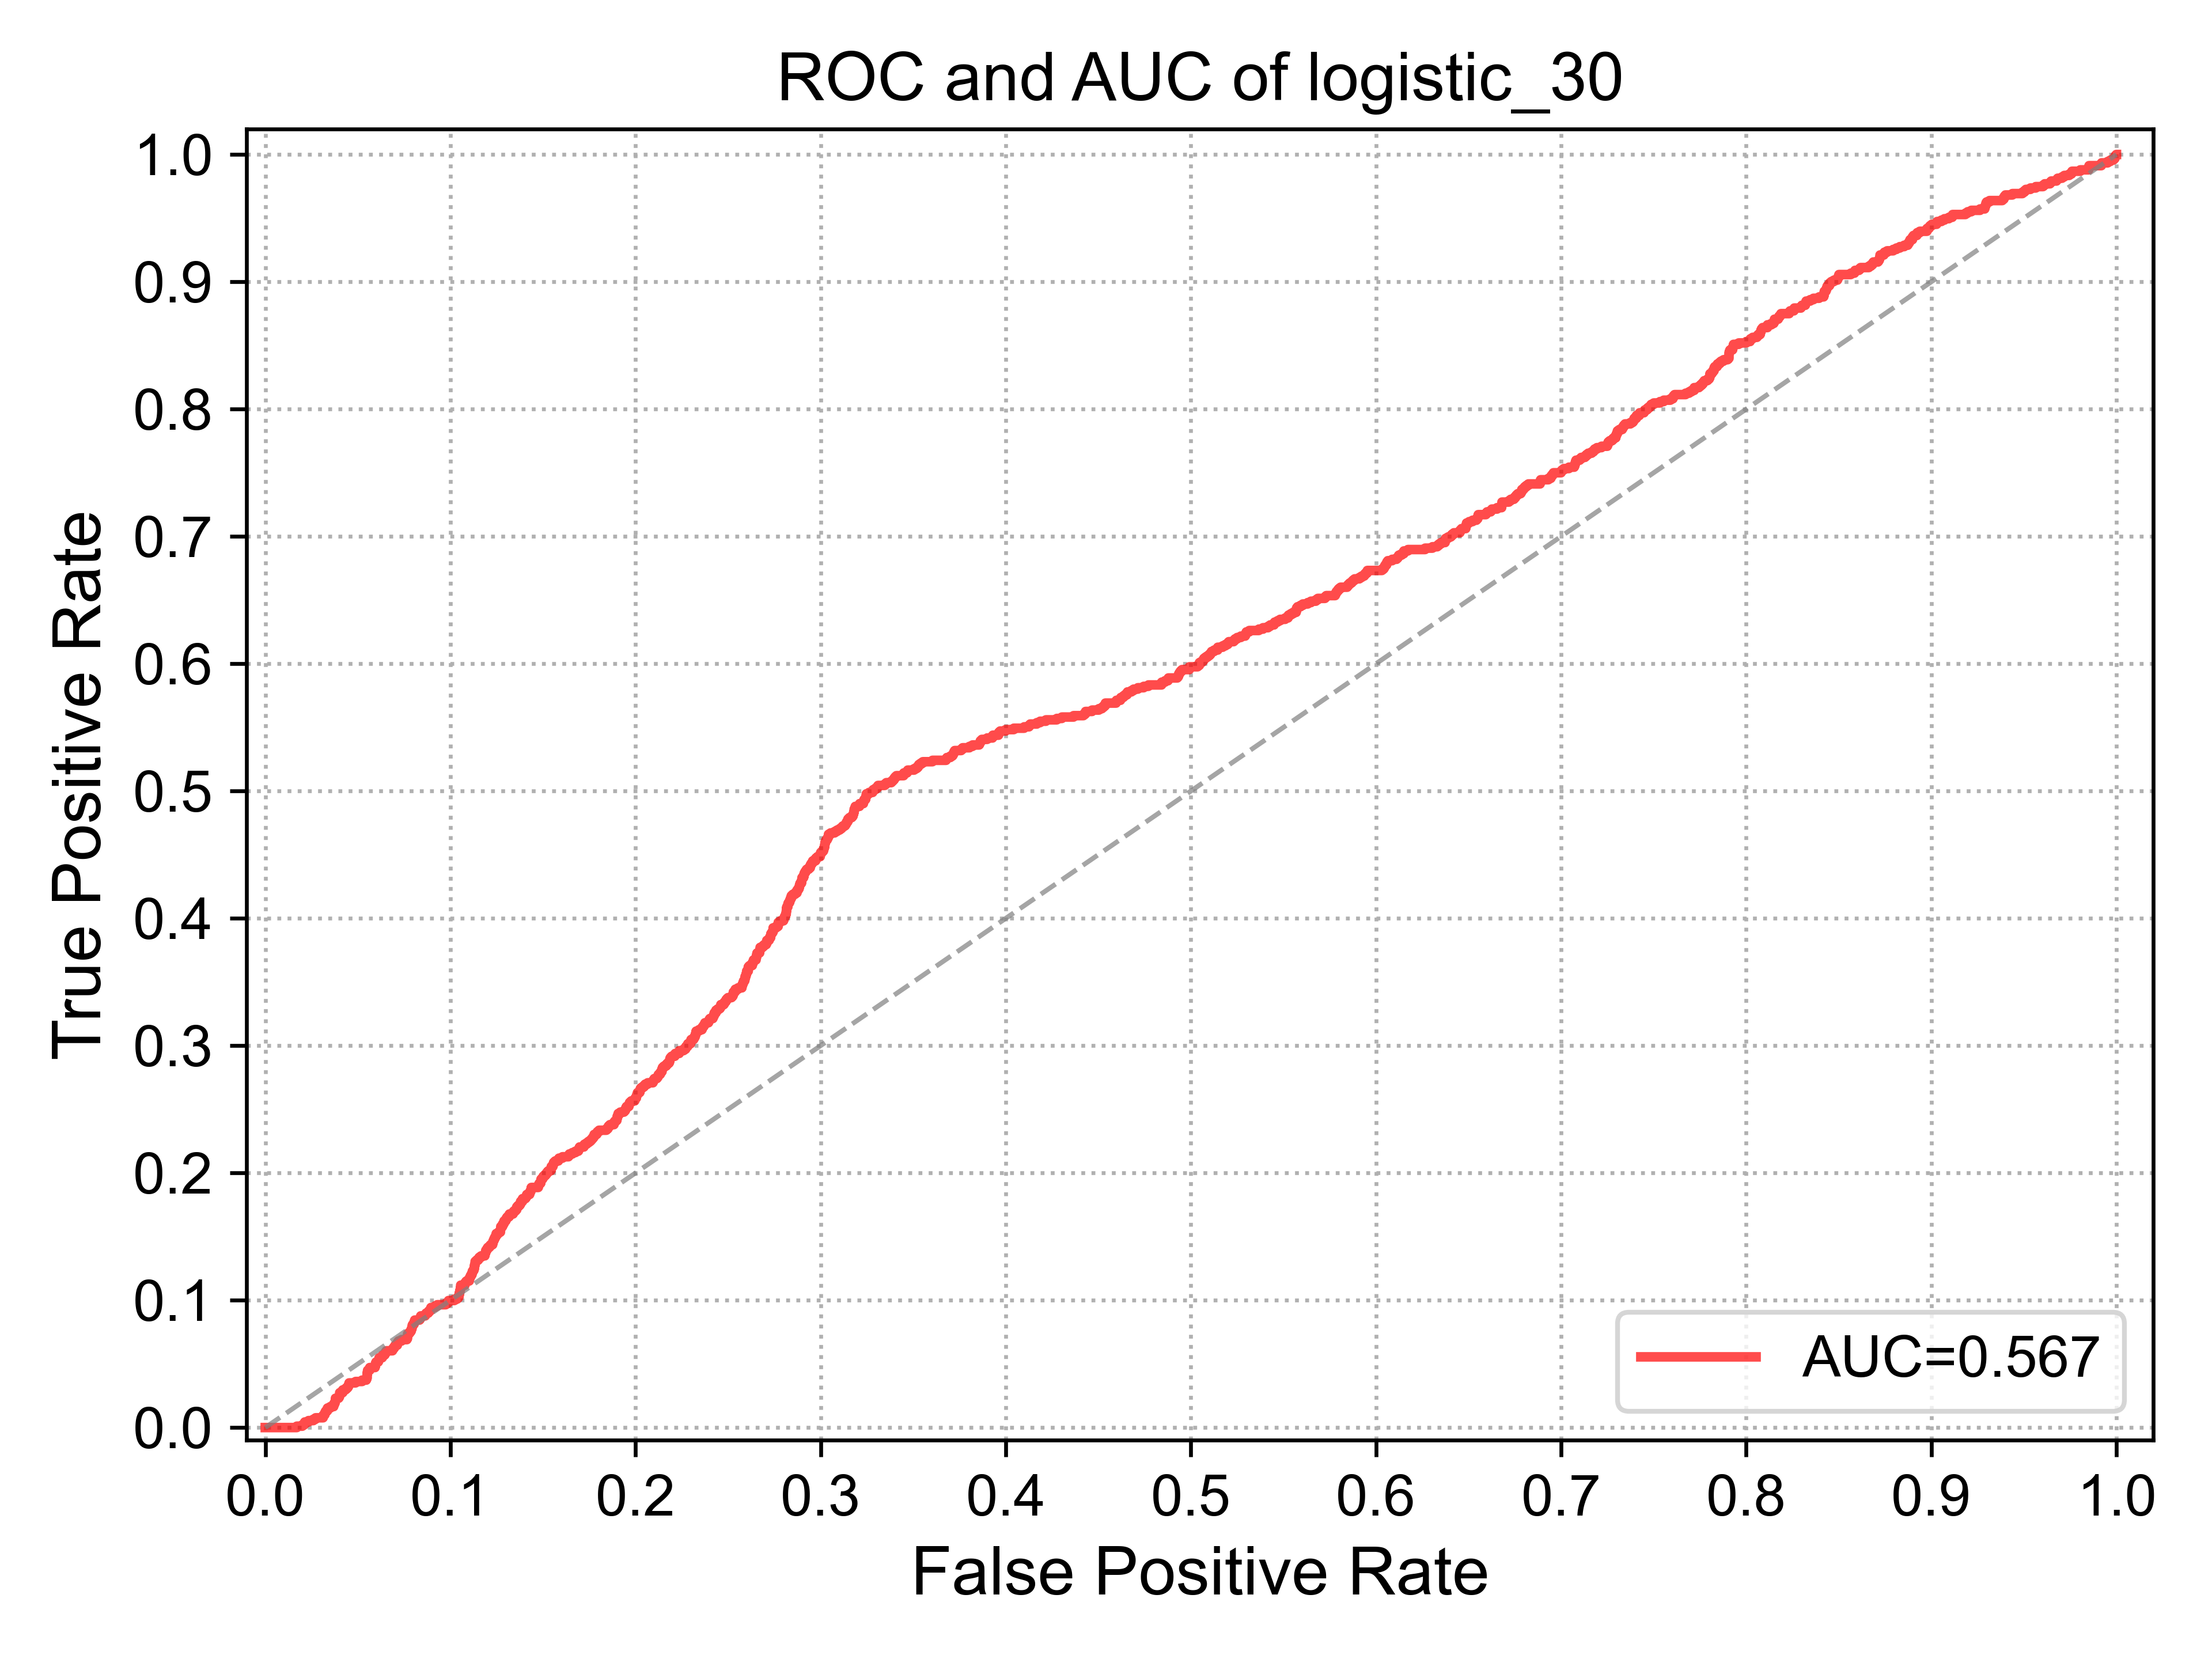 ROC and AUC of logistic_30
True Positive Rate
1.0
0.9
0.8
0.7
0.6
0.5
0.4
0.3
0.2
0.1
0.0
AUC=0.567
0.0 0.1 0.2 0.3 0.4 0.5 0.6 0.7 0.8 0.9 1.0
False Positive Rate